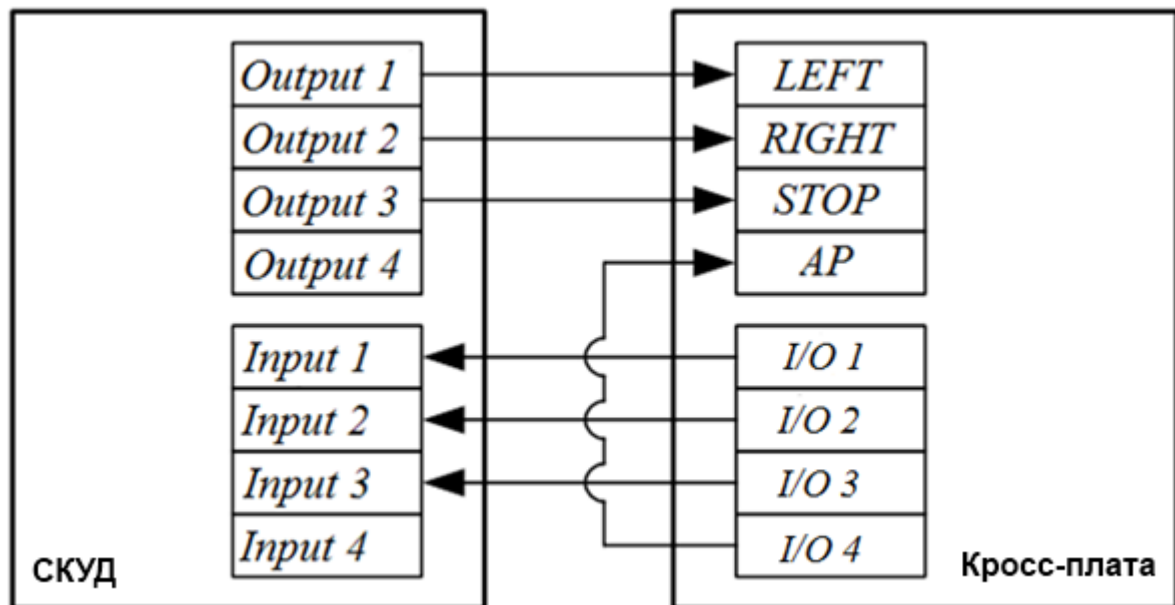 Output 1
Output 2
Output 3
Output 4
Input 1
Input 2
Input 3
Input 4
СКУД
LEFT
RIGHT
STOP
AP
I/O 1
I/O 2
I/O 3
I/O 4
Кросс-плата